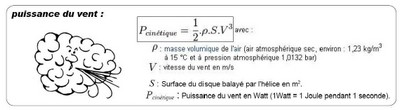 puissance du vent :
Pcinétique = 1/2 .ρ.S.V³ avec :
ρ : masse volumique de l'air (air atmosphérique sec, environ : 1,23 kg/m³
à 15 °C et à pression atmosphérique 1,0132 bar)
V : vitesse du vent en m/s
S : Surface du disque balayé par l'hélice en m².
Pcinétique : Puissance du vent en Watt (1Watt = 1 Joule pendant 1 seconde).